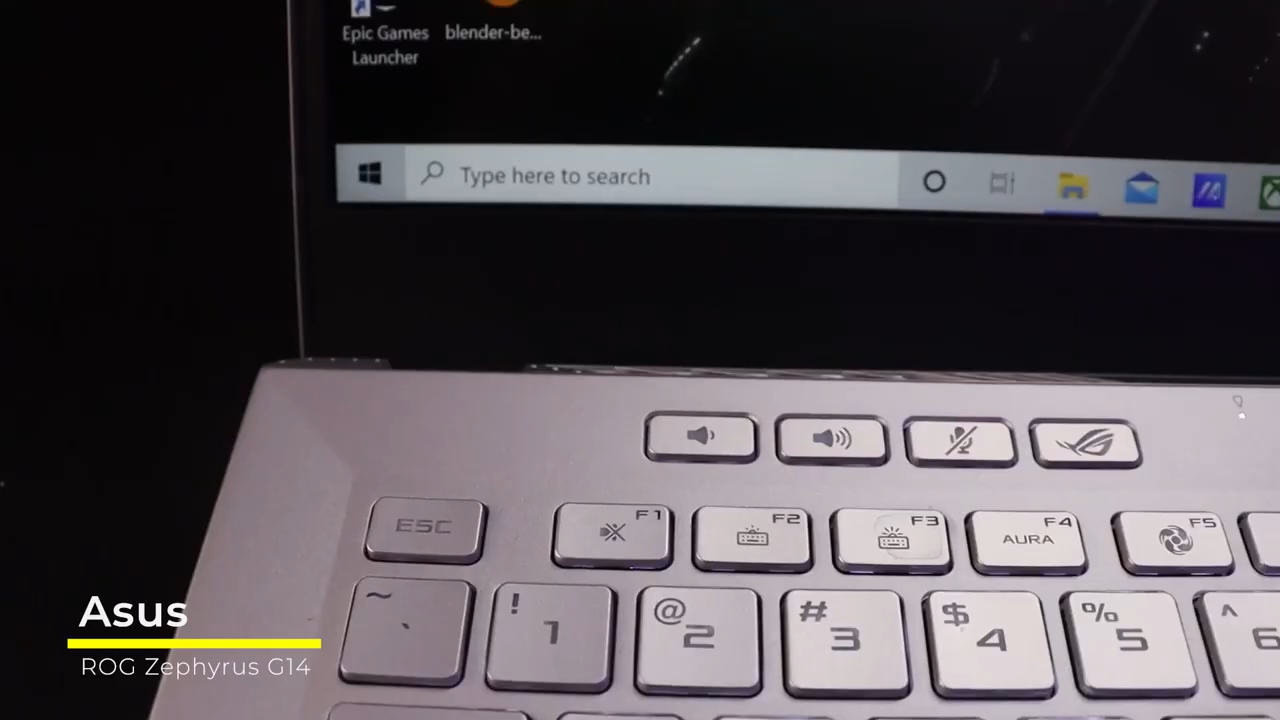 Epic Games
Launcher
blender-be...
Type here to search
ESC
F1
F2
F3
F4
AURA
F5
~
`
!
1
@
2
#
3
$
4
%
5
^
6
Asus
ROG Zephyrus G14